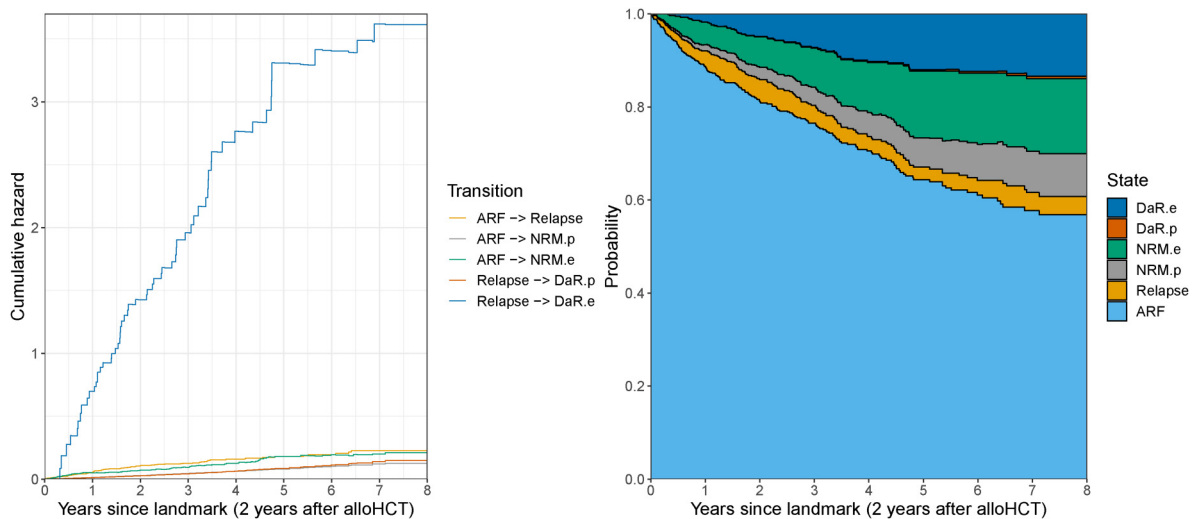 Cumulative hazard
3
2
1
0
0 1 2 3 4 5 6 7 8
Years since landmark (2 years after alloHCT)
Transition
ARF -> Relapse
ARF -> NRM.p
ARF -> NRM.e
Relapse -> DaR.p
Relapse -> DaR.e
Probability
1.0
0.8
0.6
0.4
0.2
0.0
0 1 2 3 4 5 6 7 8
Years since landmark (2 years after alloHCT)
State
DaR.e
DaR.p
NRM.e
NRM.p
Relapse
ARF